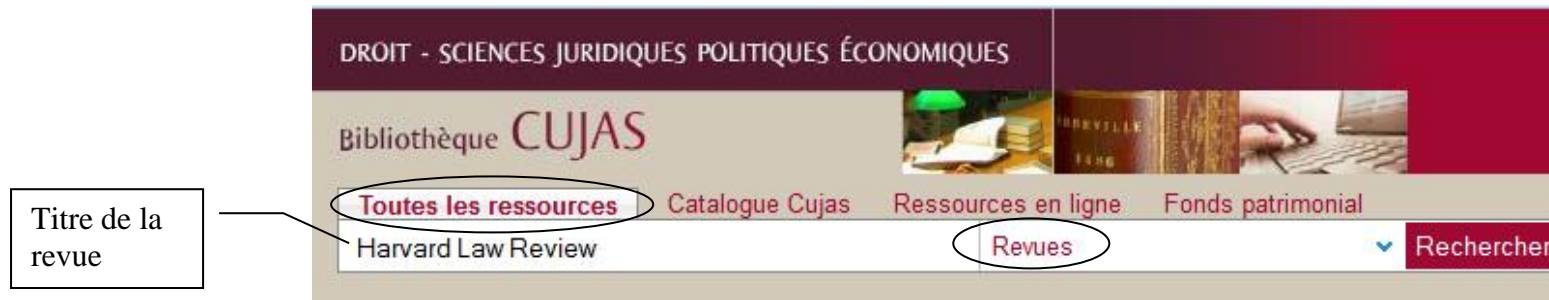 DROIT - SCIENCES JURIDIQUES POLITIQUES ÉCONOMIQUES
Bibliothèque CUJAS
Toutes les ressources Catalogue Cujas Ressources en ligne Fonds patrimonial
Titre de la revue
Harvard Law Review Revues Rechercher
1486